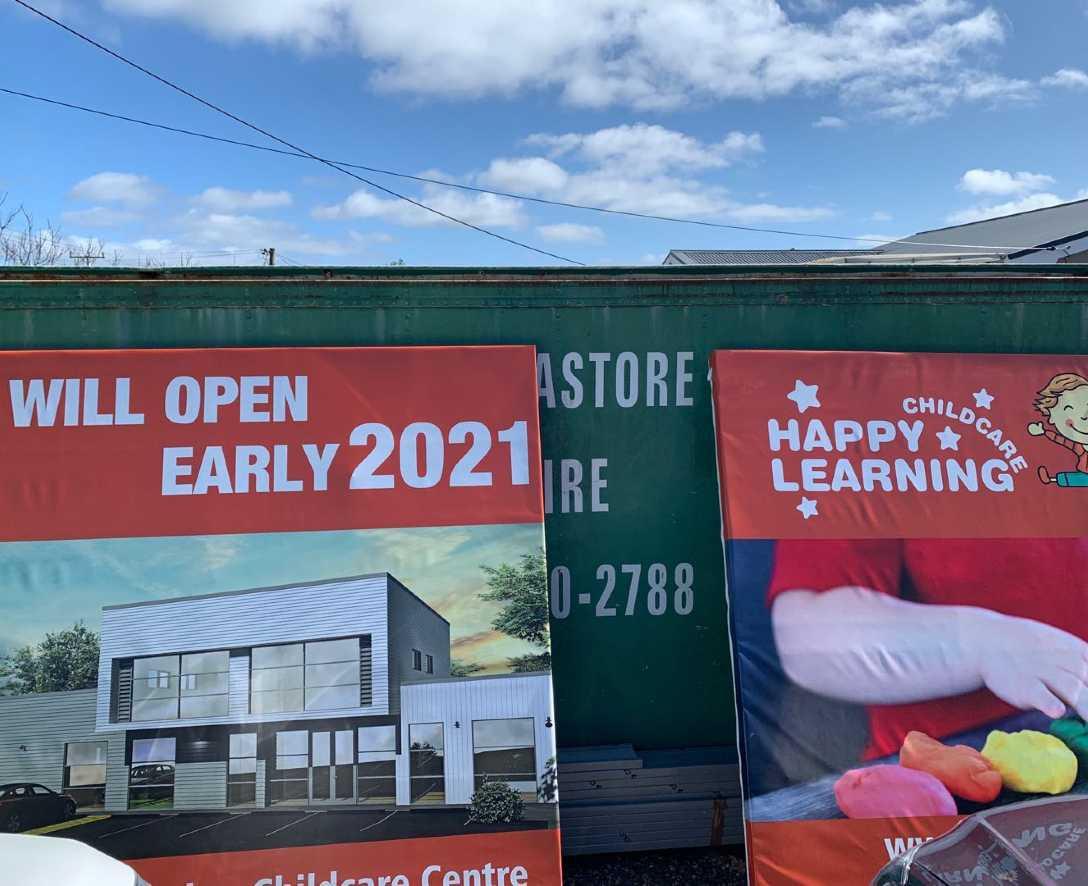 WILL OPEN
EARLY 2021
Childcare Centre
ASTORE
IRE
0-2788
CHILDCARE
HAPPY
LEARNING